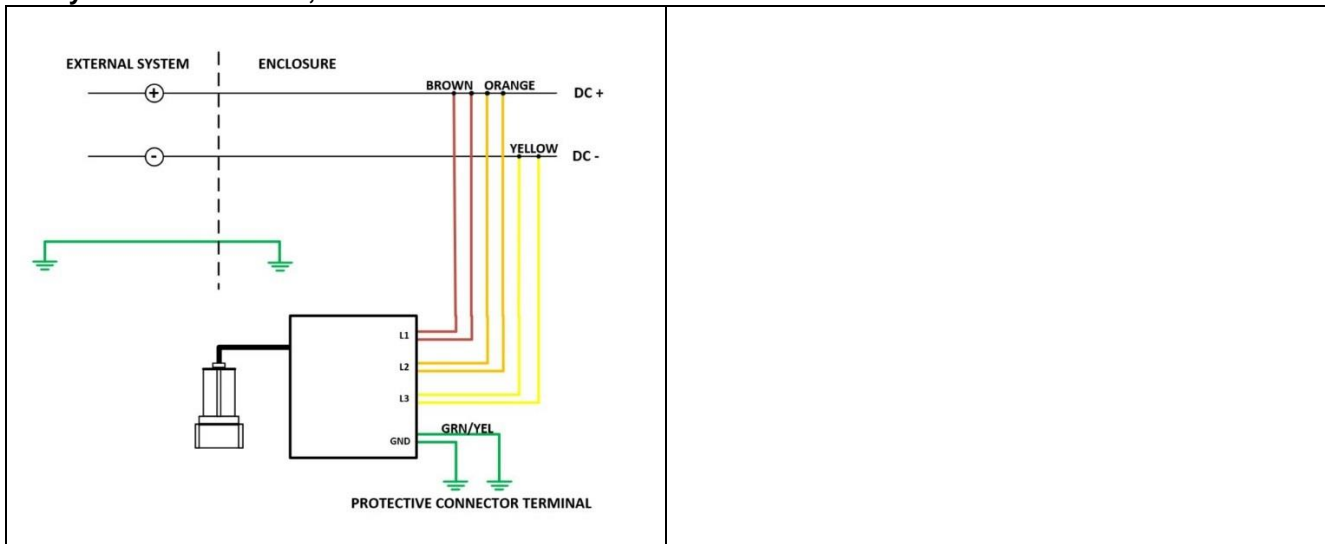 EXTERNAL SYSTEM
ENCLOSURE
BROWN
ORANGE
+
DC +
YELLOW
-
DC -
L1
L2
L3
GRN/YEL
GND
PROTECTIVE CONNECTOR TERMINAL